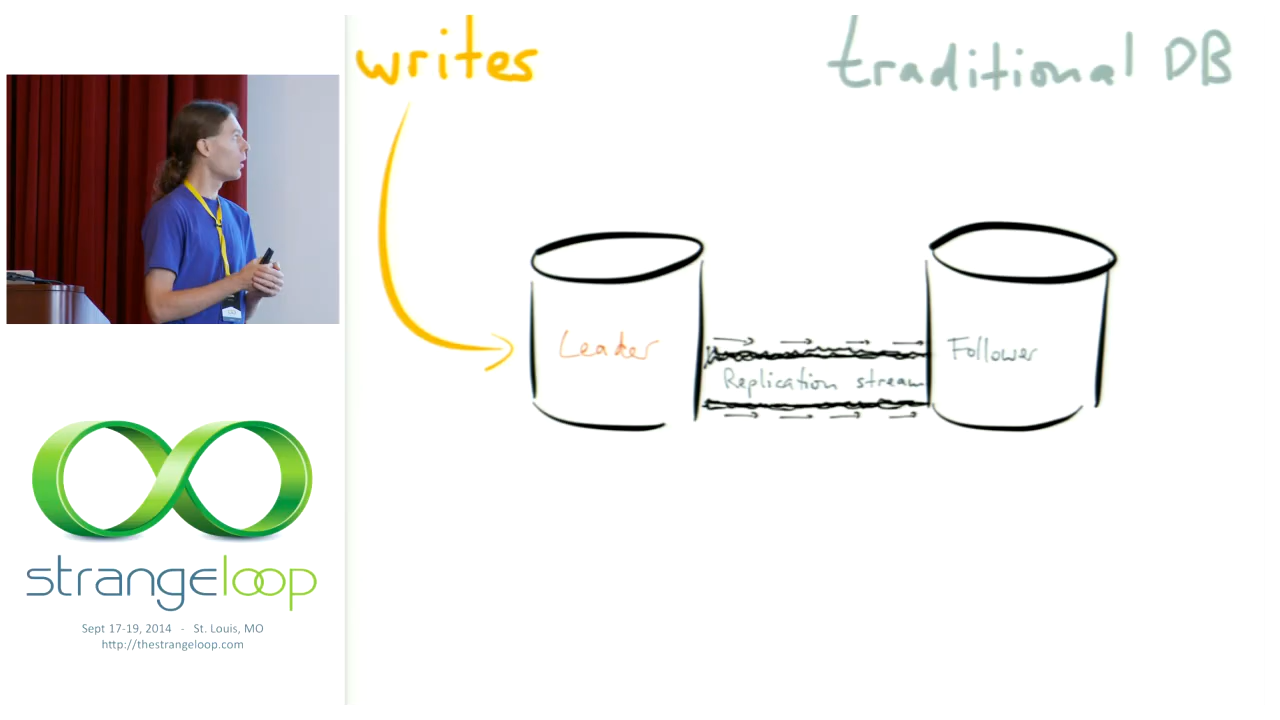 writes
traditional DB
Leader
Follower
Replication stream
strangeloop
Sept 17-19, 2014 - St. Louis, MO
http://thestrangeloop.com